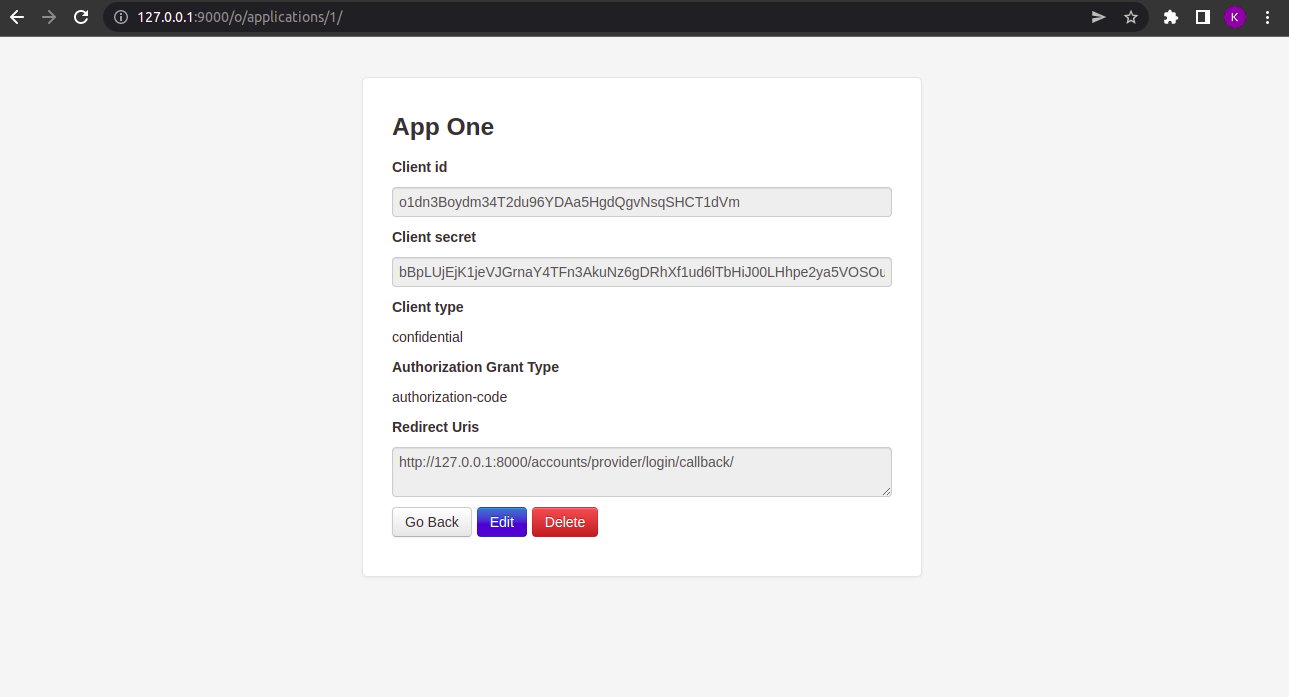 127.0.0.1:9000/o/applications/1/
K
App One
Client id
o1dn3Boydm34T2du96YDAa5HgdQgvNsqSHCT1dVm
Client secret
bBpLUjEjK1jeVJGrnaY4TFn3AkuNz6gDRhXf1ud6lTbHiJ00LHhpe2ya5VOSOu
Client type
confidential
Authorization Grant Type
authorization-code
Redirect Uris
http://127.0.0.1:8000/accounts/provider/login/callback/
Go Back Edit Delete